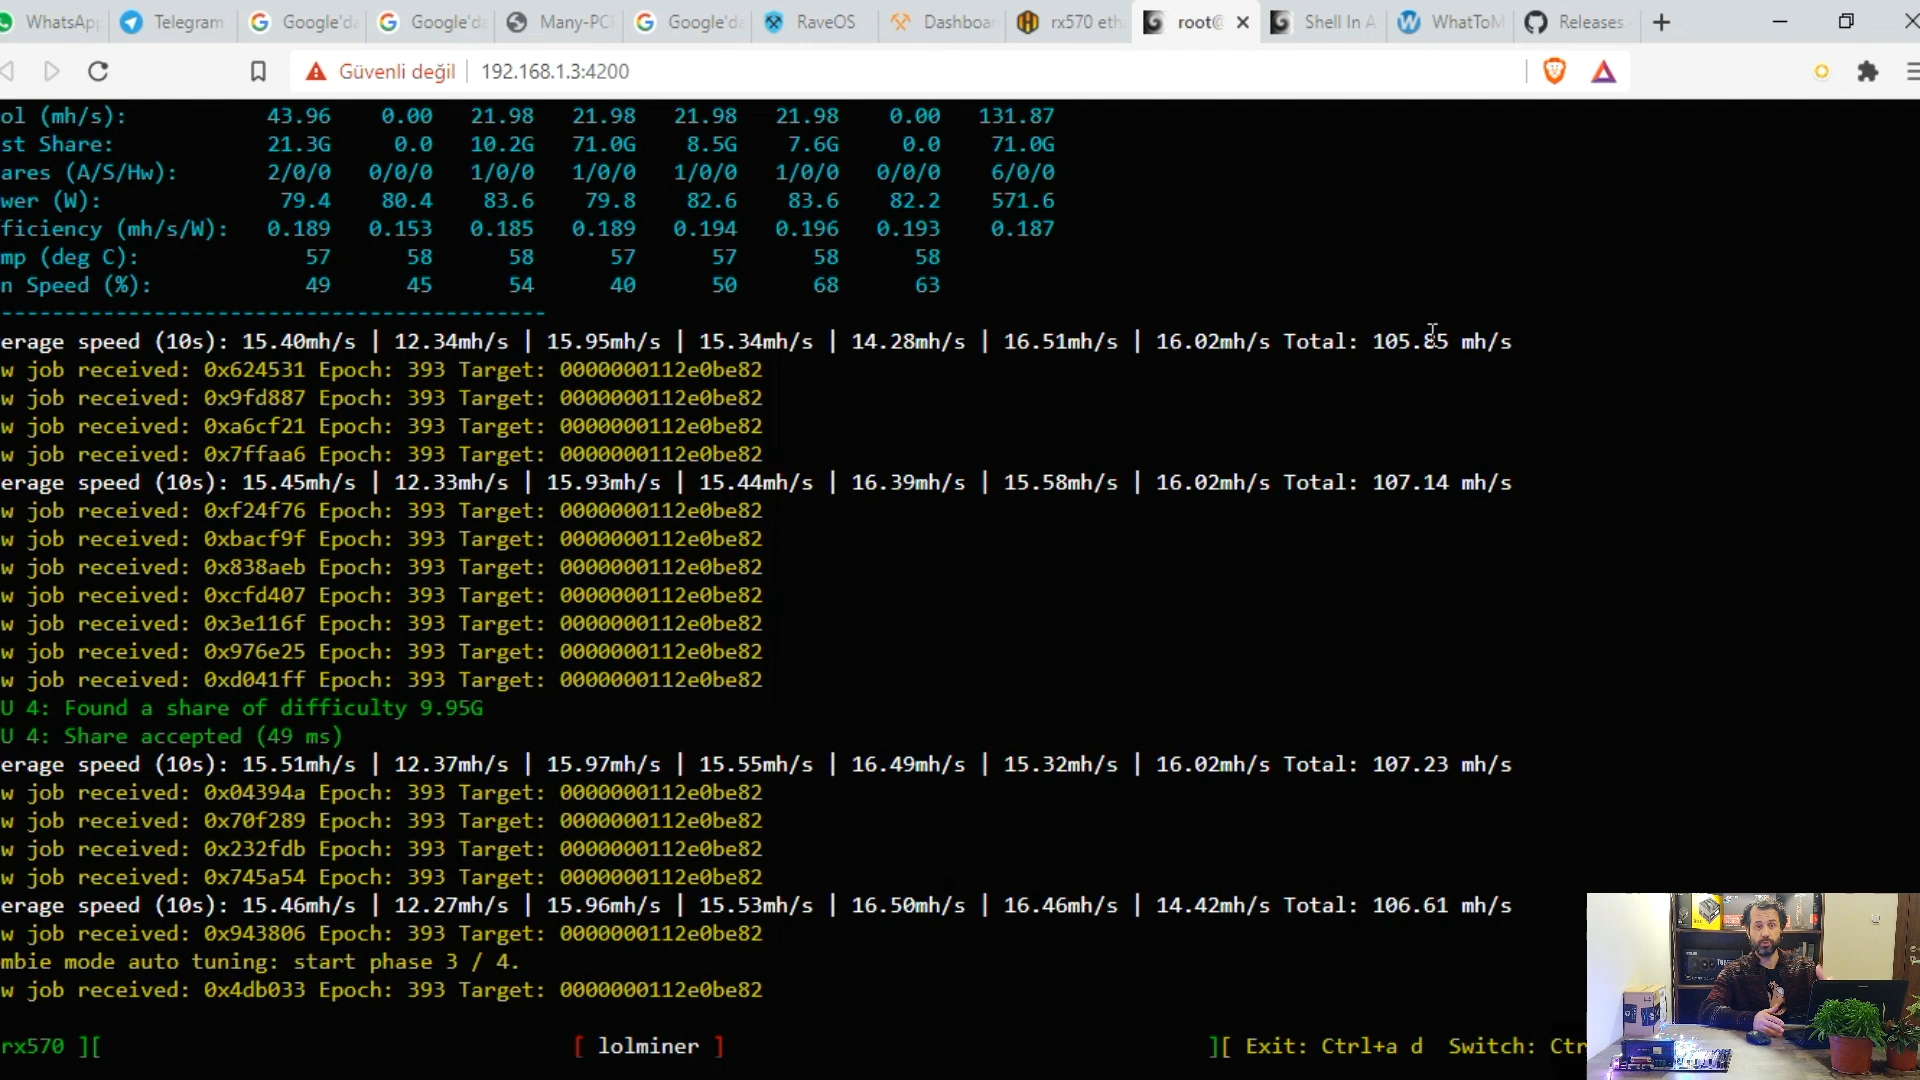 WhatsApp Telegram Google'da Google'da Many-PC Google'da RaveOS Dashboar rx570 eth root@ Shell In A WhatToM Releases
Güvenli değil 192.168.1.3:4200
ol (mh/s): 43.96 0.00 21.98 21.98 21.98 21.98 0.00 131.87
st Share: 21.3G 0.0 10.2G 71.0G 8.5G 7.6G 0.0 71.0G
ares (A/S/Hw): 2/0/0 0/0/0 1/0/0 1/0/0 1/0/0 1/0/0 0/0/0 6/0/0
wer (W): 79.4 80.4 83.6 79.8 82.6 83.6 82.2 571.6
ficiency (mh/s/W): 0.189 0.153 0.185 0.189 0.194 0.196 0.193 0.187
mp (deg C): 57 58 58 57 57 58 58
n Speed (%): 49 45 54 40 50 68 63
-------------------------------------------
erage speed (10s): 15.40mh/s | 12.34mh/s | 15.95mh/s | 15.34mh/s | 14.28mh/s | 16.51mh/s | 16.02mh/s Total: 105.85 mh/s
w job received: 0x624531 Epoch: 393 Target: 0000000112e0be82
w job received: 0x9fd887 Epoch: 393 Target: 0000000112e0be82
w job received: 0xa6cf21 Epoch: 393 Target: 0000000112e0be82
w job received: 0x7ffaa6 Epoch: 393 Target: 0000000112e0be82
erage speed (10s): 15.45mh/s | 12.33mh/s | 15.93mh/s | 15.44mh/s | 16.39mh/s | 15.58mh/s | 16.02mh/s Total: 107.14 mh/s
w job received: 0xf24f76 Epoch: 393 Target: 0000000112e0be82
w job received: 0xbacf9f Epoch: 393 Target: 0000000112e0be82
w job received: 0x838aeb Epoch: 393 Target: 0000000112e0be82
w job received: 0xcfd407 Epoch: 393 Target: 0000000112e0be82
w job received: 0x3e116f Epoch: 393 Target: 0000000112e0be82
w job received: 0x976e25 Epoch: 393 Target: 0000000112e0be82
w job received: 0xd041ff Epoch: 393 Target: 0000000112e0be82
U 4: Found a share of difficulty 9.95G
U 4: Share accepted (49 ms)
erage speed (10s): 15.51mh/s | 12.37mh/s | 15.97mh/s | 15.55mh/s | 16.49mh/s | 15.32mh/s | 16.02mh/s Total: 107.23 mh/s
w job received: 0x04394a Epoch: 393 Target: 0000000112e0be82
w job received: 0x70f289 Epoch: 393 Target: 0000000112e0be82
w job received: 0x232fdb Epoch: 393 Target: 0000000112e0be82
w job received: 0x745a54 Epoch: 393 Target: 0000000112e0be82
erage speed (10s): 15.46mh/s | 12.27mh/s | 15.96mh/s | 15.53mh/s | 16.50mh/s | 16.46mh/s | 14.42mh/s Total: 106.61 mh/s
w job received: 0x943806 Epoch: 393 Target: 0000000112e0be82
mbie mode auto tuning: start phase 3 / 4.
w job received: 0x4db033 Epoch: 393 Target: 0000000112e0be82
rx570 ][ [ lolminer ] ][ Exit: Ctrl+a d Switch: Ctr